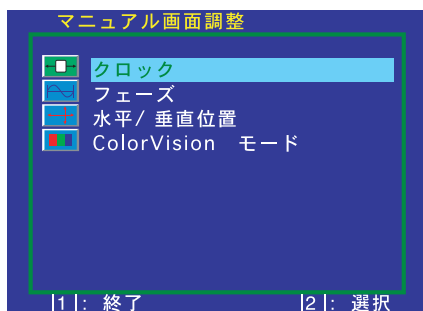 マニュアル画面調整
クロック
フェーズ
水平/ 垂直位置
ColorVision　モード
|1|: 終了　|2|: 選択